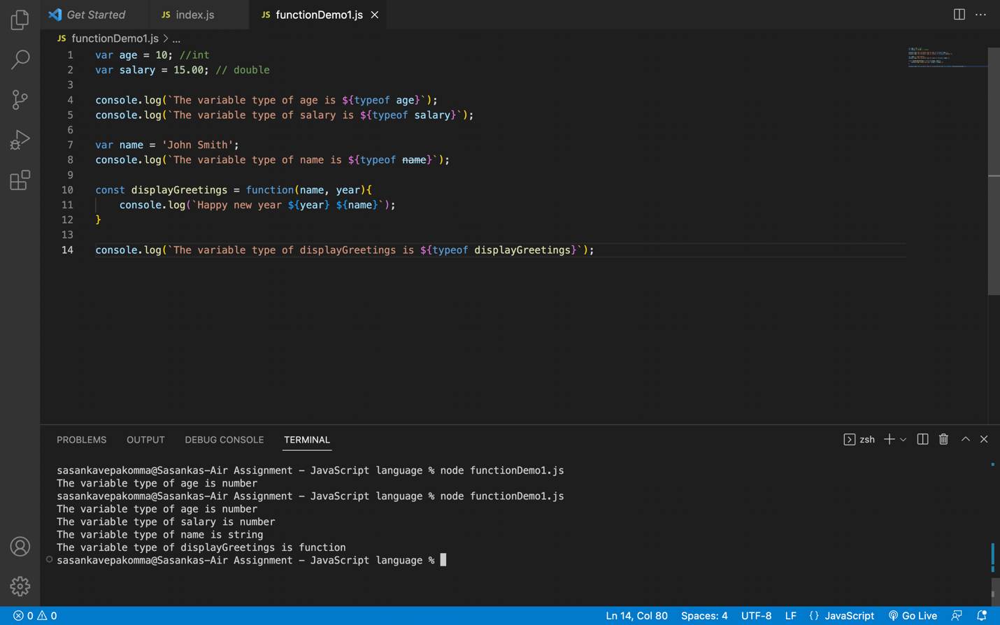 Get Started
JS index.js
JS functionDemo1.js
JS functionDemo1.js > ...
1 var age = 10; //int
2 var salary = 15.00; // double
3
4 console.log(`The variable type of age is ${typeof age}`);
5 console.log(`The variable type of salary is ${typeof salary}`);
6
7 var name = 'John Smith';
8 console.log(`The variable type of name is ${typeof name}`);
9
10 const displayGreetings = function(name, year){
11 console.log(`Happy new year ${year} ${name}`);
12 }
13
14 console.log(`The variable type of displayGreetings is ${typeof displayGreetings}`);
PROBLEMS OUTPUT DEBUG CONSOLE TERMINAL
zsh
sasankavepakomma@Sasankas-Air Assignment - JavaScript language % node functionDemo1.js
The variable type of age is number
sasankavepakomma@Sasankas-Air Assignment - JavaScript language % node functionDemo1.js
The variable type of age is number
The variable type of salary is number
The variable type of name is string
The variable type of displayGreetings is function
sasankavepakomma@Sasankas-Air Assignment - JavaScript language %
0 0 Ln 14, Col 80 Spaces: 4 UTF-8 LF {} JavaScript Go Live